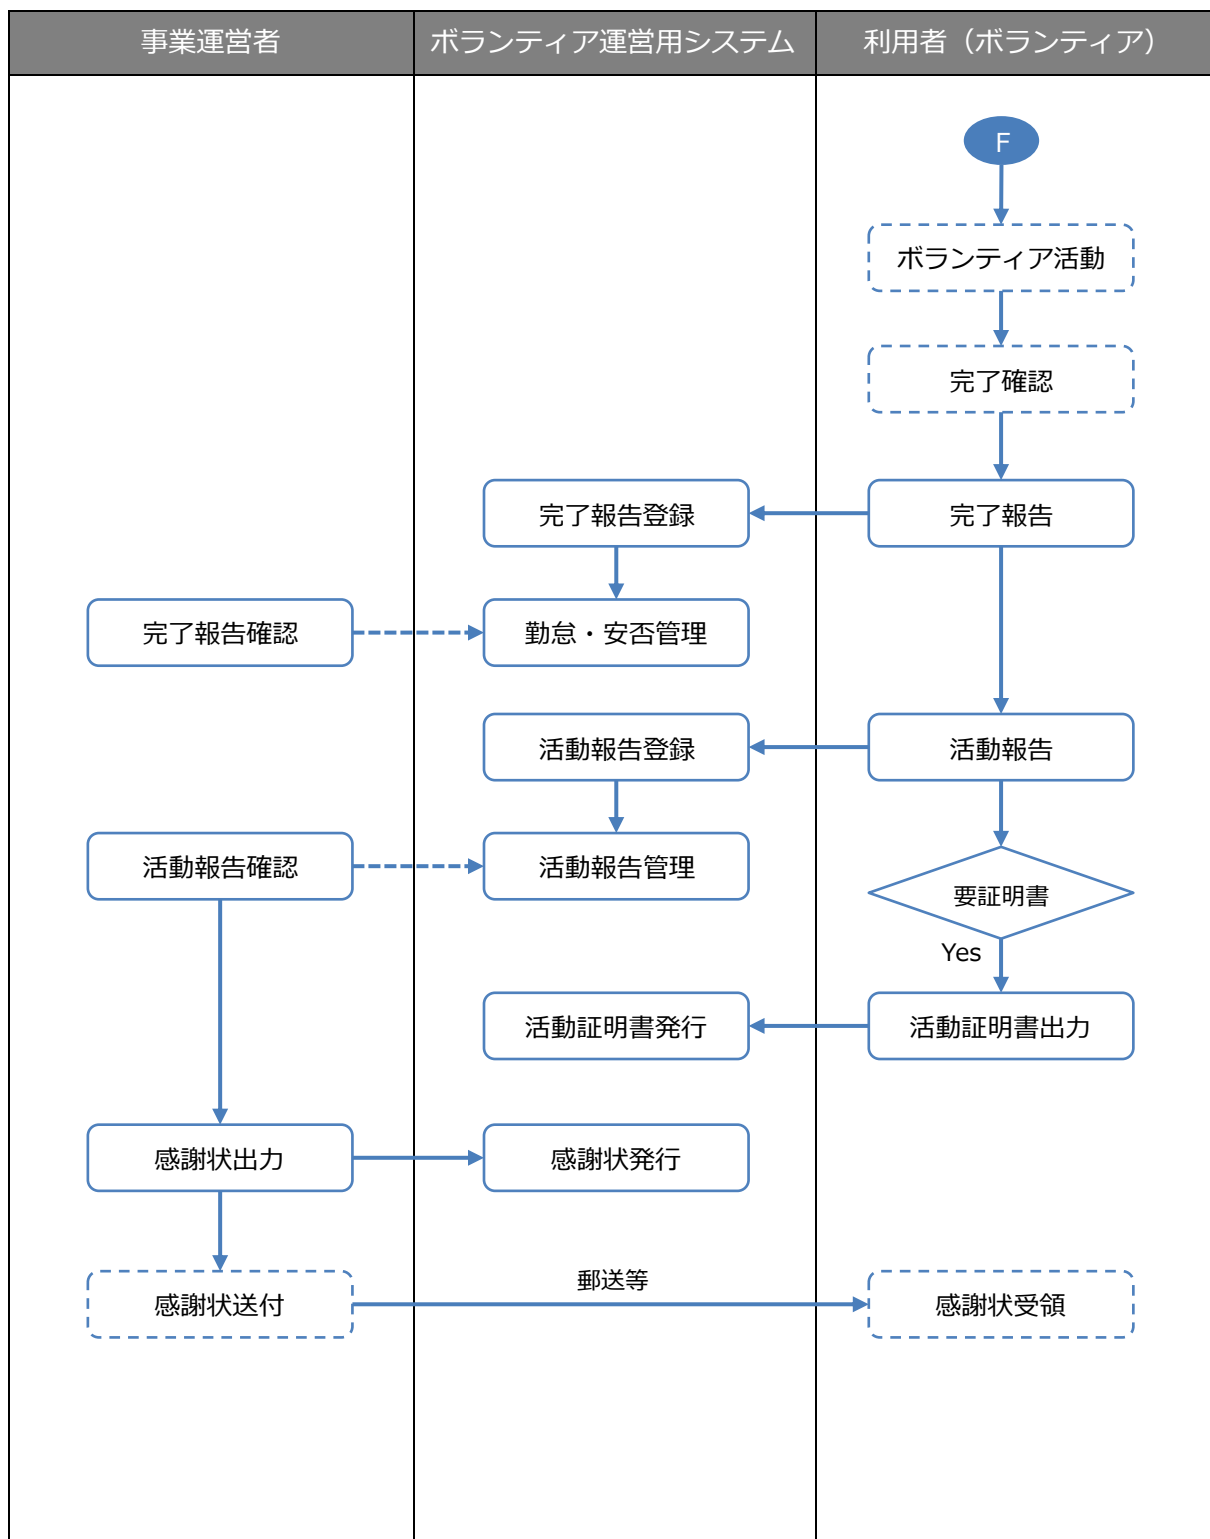 事業運営者
ボランティア運営用システム
利用者（ボランティア）
F
ボランティア活動
完了確認
完了報告登録
完了報告
完了報告確認
勤怠・安否管理
活動報告登録
活動報告
活動報告確認
活動報告管理
要証明書
Yes
活動証明書発行
活動証明書出力
感謝状出力
感謝状発行
郵送等
感謝状送付
感謝状受領